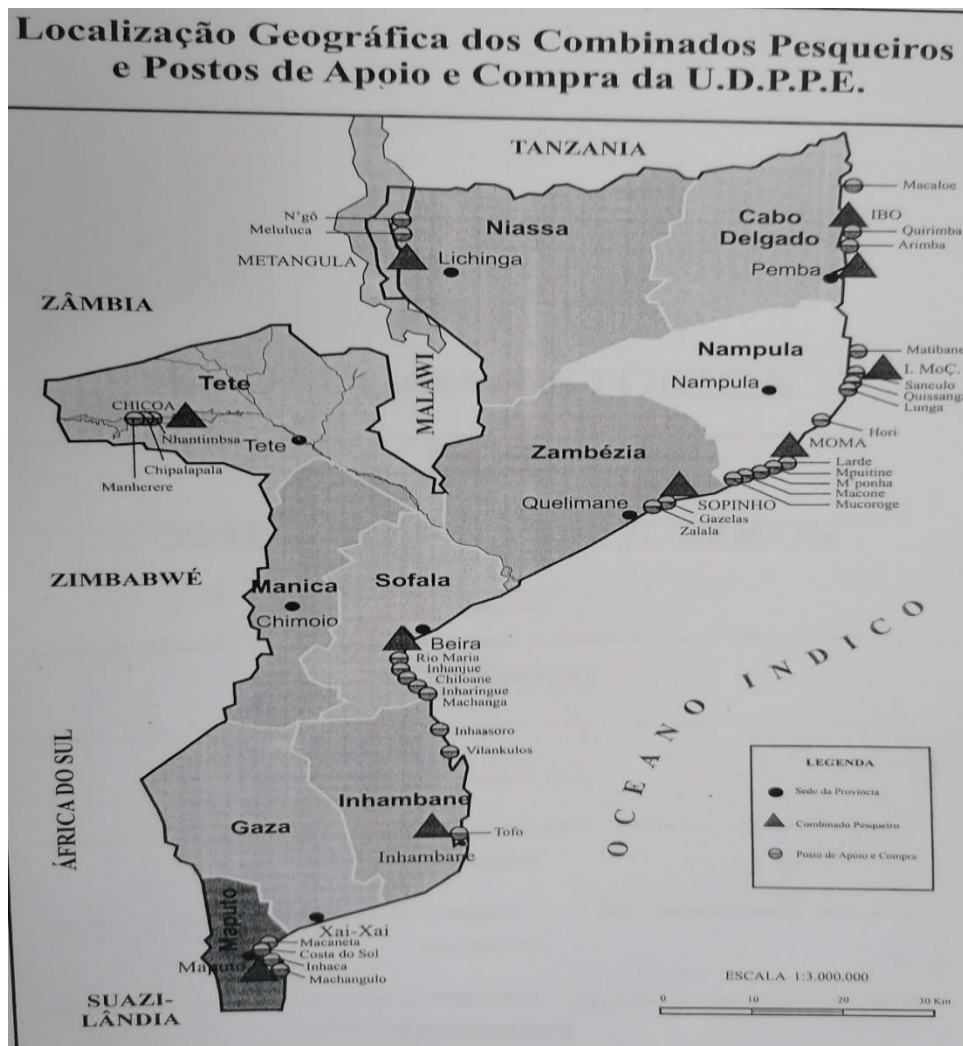 Localização Geográfica dos Combinados Pesqueiros
e Postos de Apoio e Compra da U.D.P.P.E.
TANZANIA
Macaloe
N'gô
Meluluca
METANGULA
Niassa
Lichinga
Cabo
Delgado
IBO
Quirimba
Arimba
Pemba
ZÂMBIA
MALAWI
Nampula
Nampula
Matibane
I. MoÇ.
Sanculo
Quissanga
Lunga
Hori
Tete
CHICOA
Nhantimbsa
Tete
Chipalapala
Manherere
Zambézia
MOMA
Larde
Mpuitine
M'ponha
Macone
Mucoroge
Quelimane
SOPINHO
Gazelas
Zalala
ZIMBABWÉ
Manica
Chimoio
Sofala
Beira
Rio Maria
Inhanjue
Chiloane
Inharingue
Machanga
Inhassoro
Vilankulos
OCEANO INDICO
ÁFRICA DO SUL
Gaza
Inhambane
Tofo
Inhambane
LEGENDA
Sede da Província
Combinado Pesqueiro
Posto de Apoio e Compra
Maputo
Xai-Xai
Macaneta
Costa do Sol
Maputo
Inhaca
Machangulo
SUAZI-
LÂNDIA
ESCALA 1:3.000.000
0 10 20 30 Km